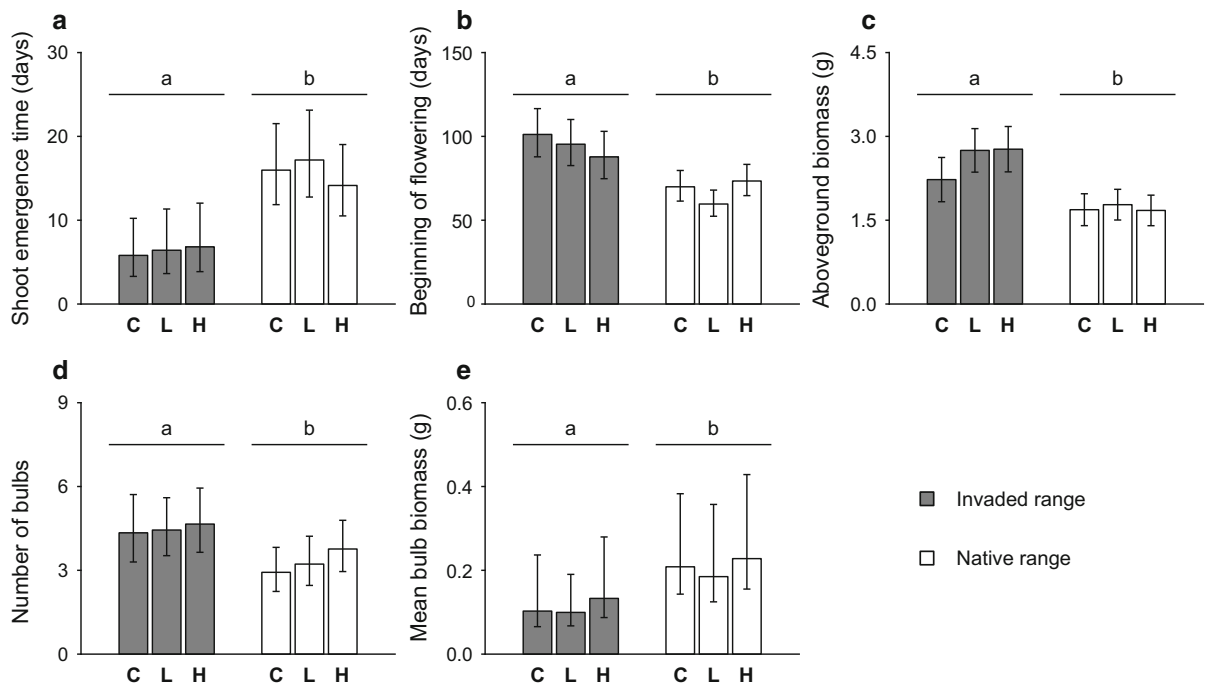 a
Shoot emergence time (days)
30
20
10
0
a
b
C L H
C L H
b
Beginning of flowering (days)
150
100
50
0
a
b
C L H
C L H
c
Aboveground biomass (g)
4.5
3.0
1.5
0.0
a
b
C L H
C L H
d
Number of bulbs
9
6
3
0
a
b
C L H
C L H
e
Mean bulb biomass (g)
0.6
0.4
0.2
0.0
a
b
C L H
C L H
Invaded range
Native range